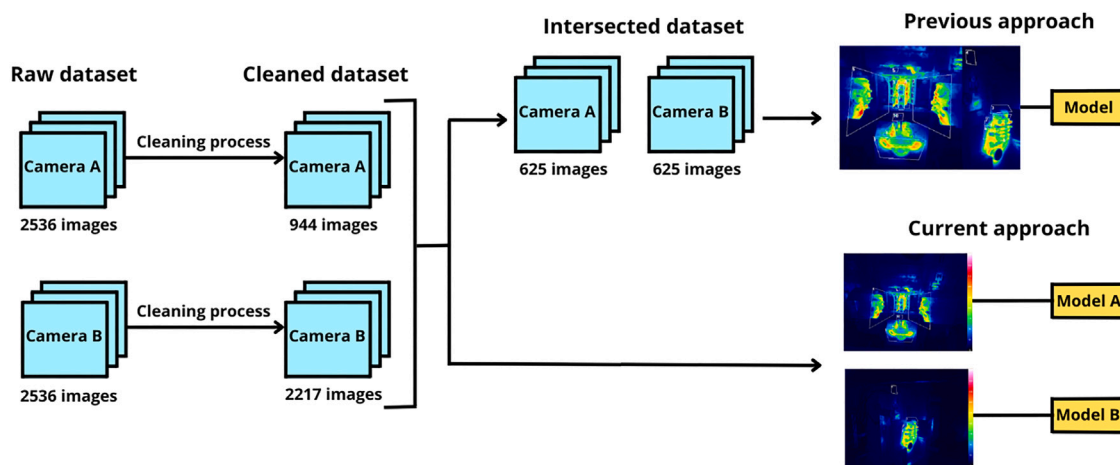 Raw dataset
Cleaned dataset
Intersected dataset
Previous approach
Camera A
Cleaning process
Camera A
2536 images
944 images
Camera B
Cleaning process
Camera B
2536 images
2217 images
Camera A
Camera B
625 images
625 images
Model
Current approach
Model A
Model B